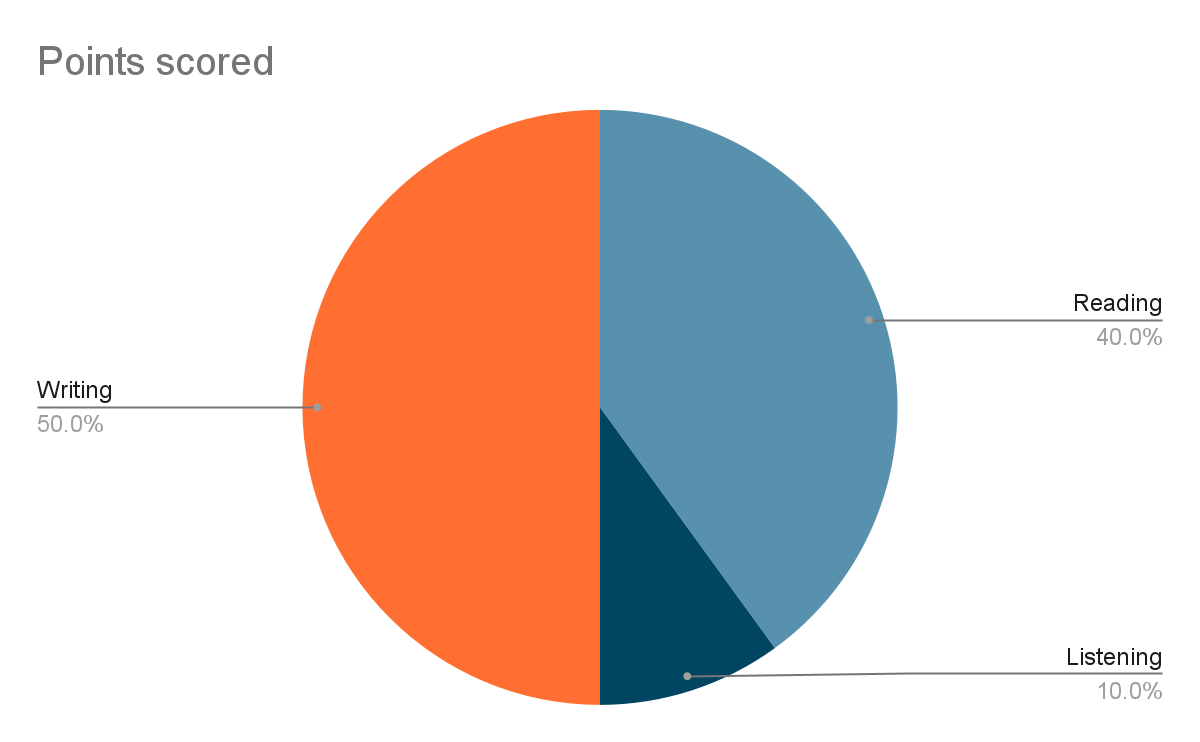 Points scored
Reading
40.0%
Writing
50.0%
Listening
10.0%